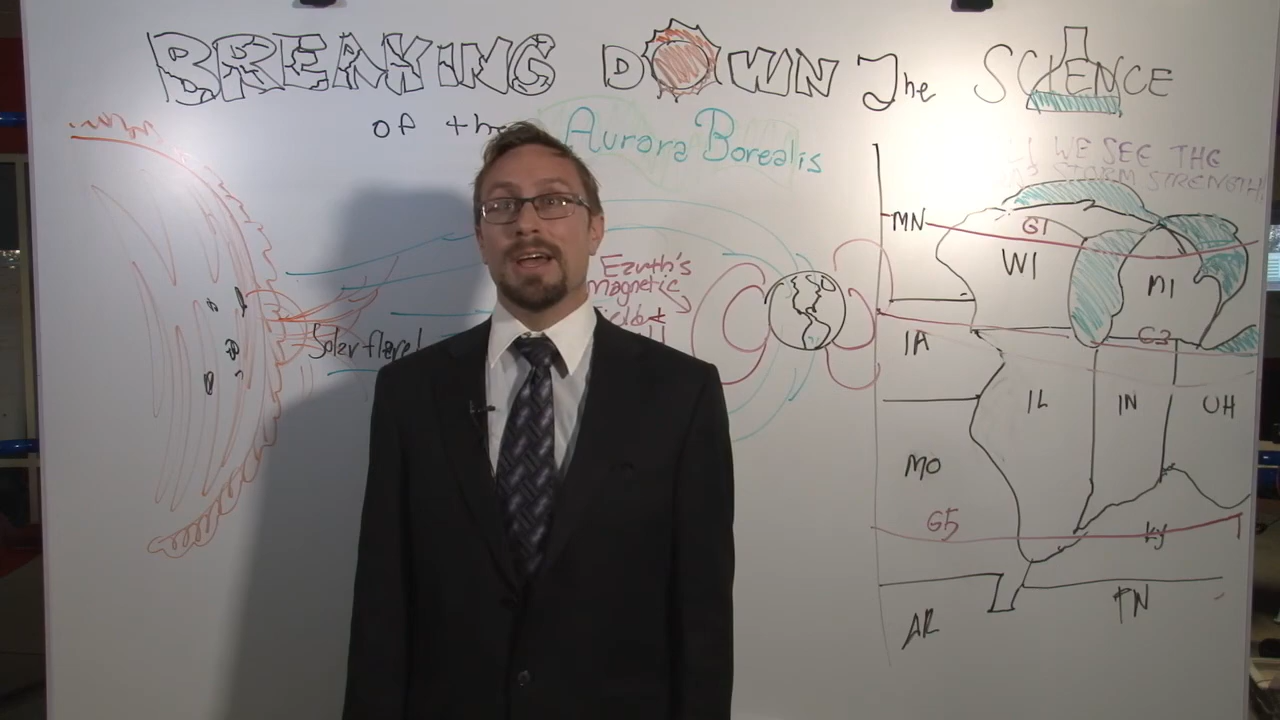 BREAKING DOWN The SCIENCE
of the Aurora Borealis
WE SEE THE
STORM STRENGTH!
MN
G1
WI
MI
Earth's
Magnetic
Field
Solar flare!
IA
G3
IL
IN
OH
MO
G5
Ky
AR
TN